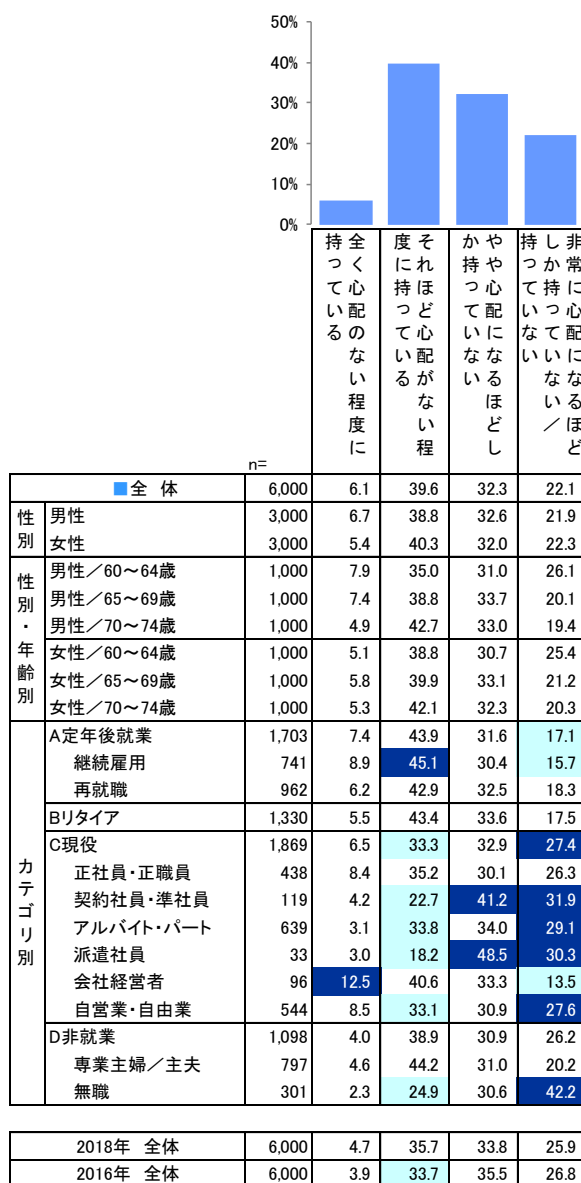 50%
40%
30%
20%
10%
0%
全く心配のない程度に
持っている
それほど心配がない程
度に持っている
やや心配になるほどし
か持っていない
非常に心配になるほど
しか持っていない／
持っていない
n=
■全 体 6,000 6.1 39.6 32.3 22.1
性別
男性 3,000 6.7 38.8 32.6 21.9
女性 3,000 5.4 40.3 32.0 22.3
性別・年齢別
男性／60～64歳 1,000 7.9 35.0 31.0 26.1
男性／65～69歳 1,000 7.4 38.8 33.7 20.1
男性／70～74歳 1,000 4.9 42.7 33.0 19.4
女性／60～64歳 1,000 5.1 38.8 30.7 25.4
女性／65～69歳 1,000 5.8 39.9 33.1 21.2
女性／70～74歳 1,000 5.3 42.1 32.3 20.3
カテゴリ別
A定年後就業 1,703 7.4 43.9 31.6 17.1
継続雇用 741 8.9 45.1 30.4 15.7
再就職 962 6.2 42.9 32.5 18.3
Bリタイア 1,330 5.5 43.4 33.6 17.5
C現役 1,869 6.5 33.3 32.9 27.4
正社員・正職員 438 8.4 35.2 30.1 26.3
契約社員・準社員 119 4.2 22.7 41.2 31.9
アルバイト・パート 639 3.1 33.8 34.0 29.1
派遣社員 33 3.0 18.2 48.5 30.3
会社経営者 96 12.5 40.6 33.3 13.5
自営業・自由業 544 8.5 33.1 30.9 27.6
D非就業 1,098 4.0 38.9 30.9 26.2
専業主婦／主夫 797 4.6 44.2 31.0 20.2
無職 301 2.3 24.9 30.6 42.2
2018年 全体 6,000 4.7 35.7 33.8 25.9
2016年 全体 6,000 3.9 33.7 35.5 26.8